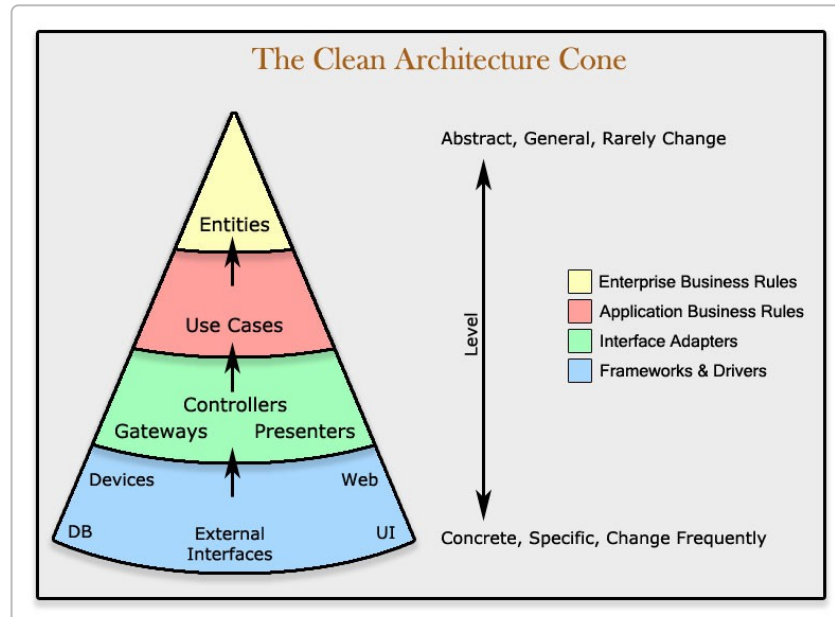 The Clean Architecture Cone
Abstract, General, Rarely Change
Entities
Use Cases
Controllers
Gateways Presenters
Devices Web
DB UI
External
Interfaces
Level
Enterprise Business Rules
Application Business Rules
Interface Adapters
Frameworks & Drivers
Concrete, Specific, Change Frequently